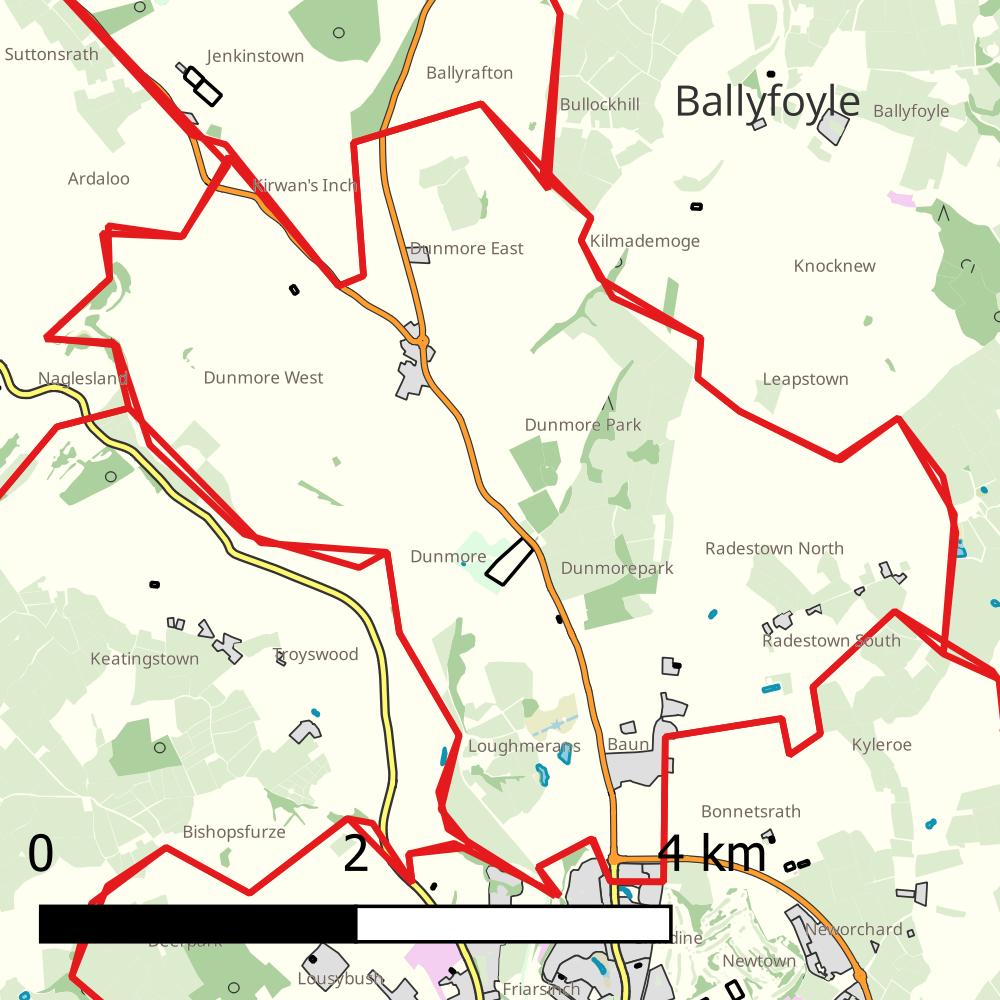 Suttonsrath
Jenkinstown
Ballyrafton
Bullockhill
Ballyfoyle
Ballyfoyle
Ardaloo
Kirwan's Inch
Dunmore East
Kilmademoge
Knocknew
Naglesland
Dunmore West
Leapstown
Dunmore Park
Dunmore
Dunmorepark
Radestown North
Radestown South
Keatingstown
Troyswood
Loughmerans
Baun
Kyleroe
Bonnetsrath
Bishopsfurze
0
2
4 km
Deerpark
Neworchard
Newtown
Lousybush
Friarsinch